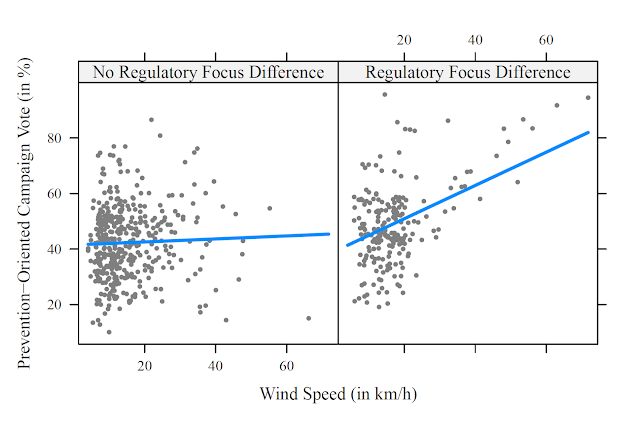 20 40 60
No Regulatory Focus Difference
Regulatory Focus Difference
Prevention−Oriented Campaign Vote (in %)
80
60
40
20
20 40 60
Wind Speed (in km/h)